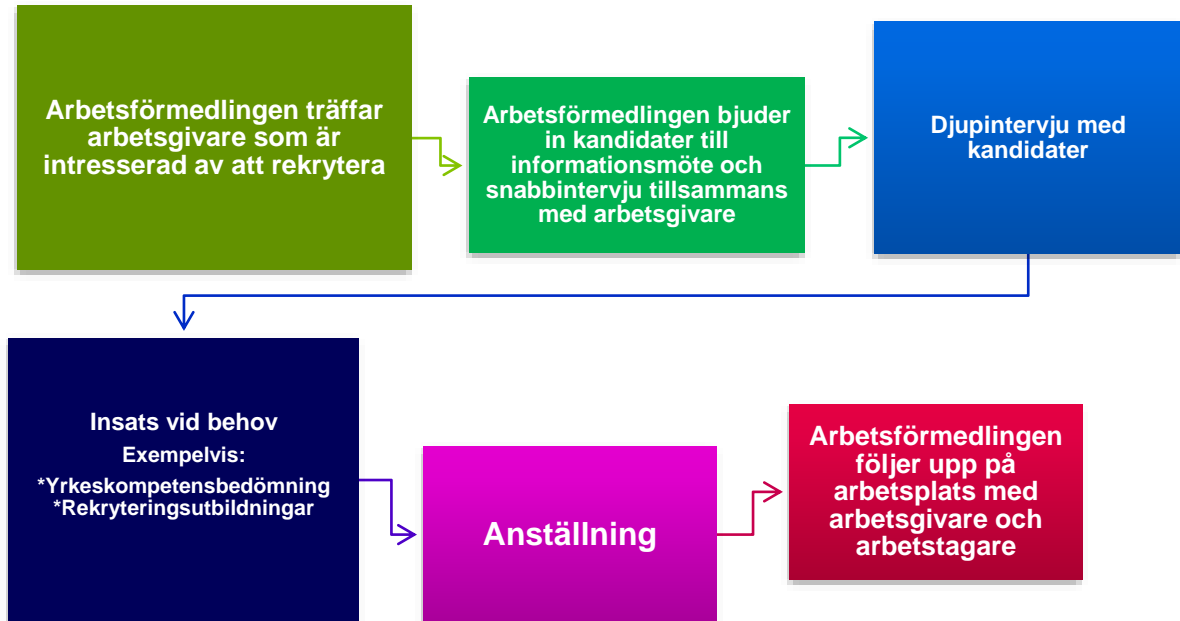 Arbetsförmedlingen träffar
arbetsgivare som är
intresserad av att rekrytera
Arbetsförmedlingen bjuder
in kandidater till
informationsmöte och
snabbintervju tillsammans
med arbetsgivare
Djupintervju med
kandidater
Insats vid behov
Exempelvis:
*Yrkeskompetensbedömning
*Rekryteringsutbildningar
Anställning
Arbetsförmedlingen
följer upp på
arbetsplats med
arbetsgivare och
arbetstagare